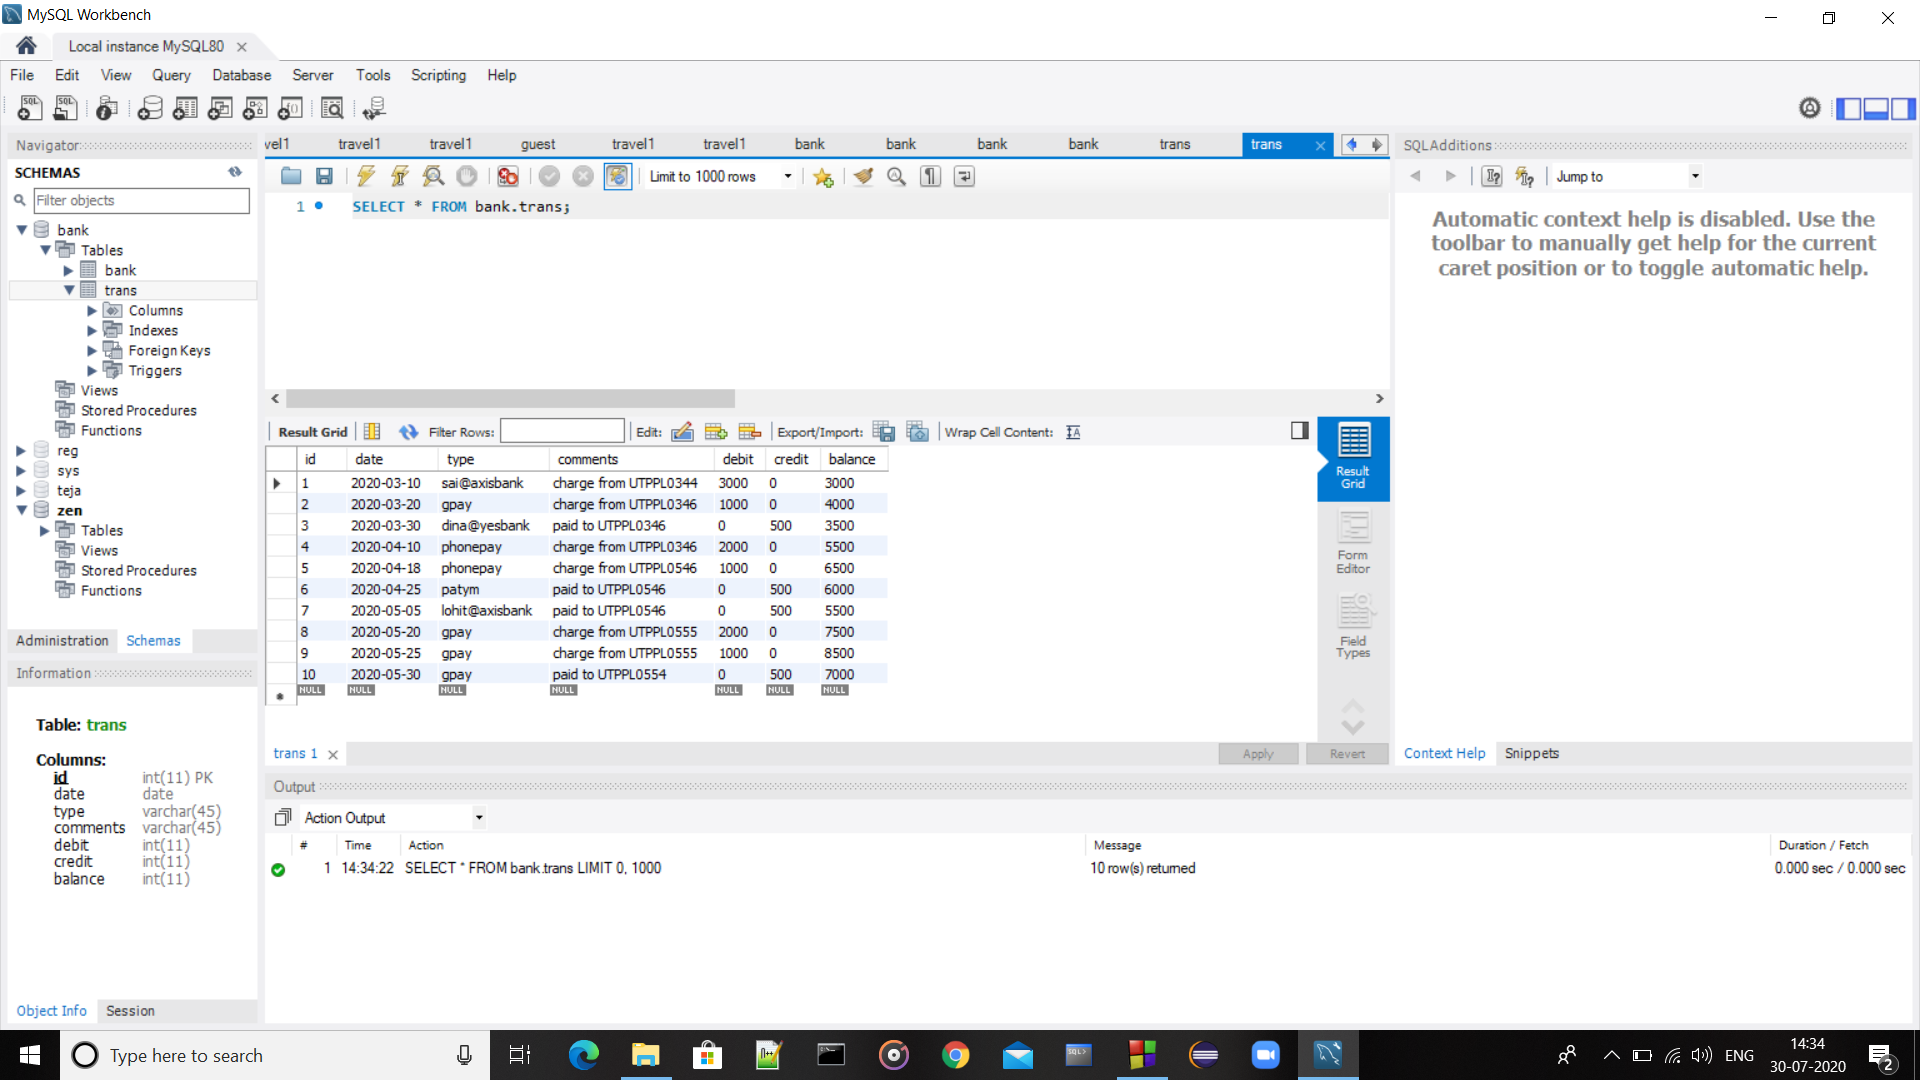 MySQL Workbench
Local instance MySQL80
File Edit View Query Database Server Tools Scripting Help
Navigator
SCHEMAS
Filter objects
bank
Tables
bank
trans
Columns
Indexes
Foreign Keys
Triggers
Views
Stored Procedures
Functions
reg
sys
teja
zen
Tables
Views
Stored Procedures
Functions
Administration Schemas
Information
Table: trans
Columns:
id int(11) PK
date date
type varchar(45)
comments varchar(45)
debit int(11)
credit int(11)
balance int(11)
Object Info Session
vel1 travel1 travel1 guest travel1 travel1 bank bank bank bank trans trans
Limit to 1000 rows
1 SELECT * FROM bank.trans;
Result Grid Filter Rows: Edit: Export/Import: Wrap Cell Content:
id date type comments debit credit balance
1 2020-03-10 sai@axisbank charge from UTPPL0344 3000 0 3000
2 2020-03-20 gpay charge from UTPPL0346 1000 0 4000
3 2020-03-30 dina@yesbank paid to UTPPL0346 0 500 3500
4 2020-04-10 phonepay charge from UTPPL0346 2000 0 5500
5 2020-04-18 phonepay charge from UTPPL0546 1000 0 6500
6 2020-04-25 patym paid to UTPPL0546 0 500 6000
7 2020-05-05 lohit@axisbank paid to UTPPL0546 0 500 5500
8 2020-05-20 gpay charge from UTPPL0555 2000 0 7500
9 2020-05-25 gpay charge from UTPPL0555 1000 0 8500
10 2020-05-30 gpay paid to UTPPL0554 0 500 7000
NULL NULL NULL NULL NULL NULL NULL
Result
Grid
Form
Editor
Field
Types
trans 1
Apply Revert
SQLAdditions
Jump to
Automatic context help is disabled. Use the
toolbar to manually get help for the current
caret position or to toggle automatic help.
Context Help Snippets
Output
Action Output
# Time Action Message Duration / Fetch
1 14:34:22 SELECT * FROM bank.trans LIMIT 0, 1000 10 row(s) returned 0.000 sec / 0.000 sec
Type here to search
ENG
14:34
30-07-2020
2